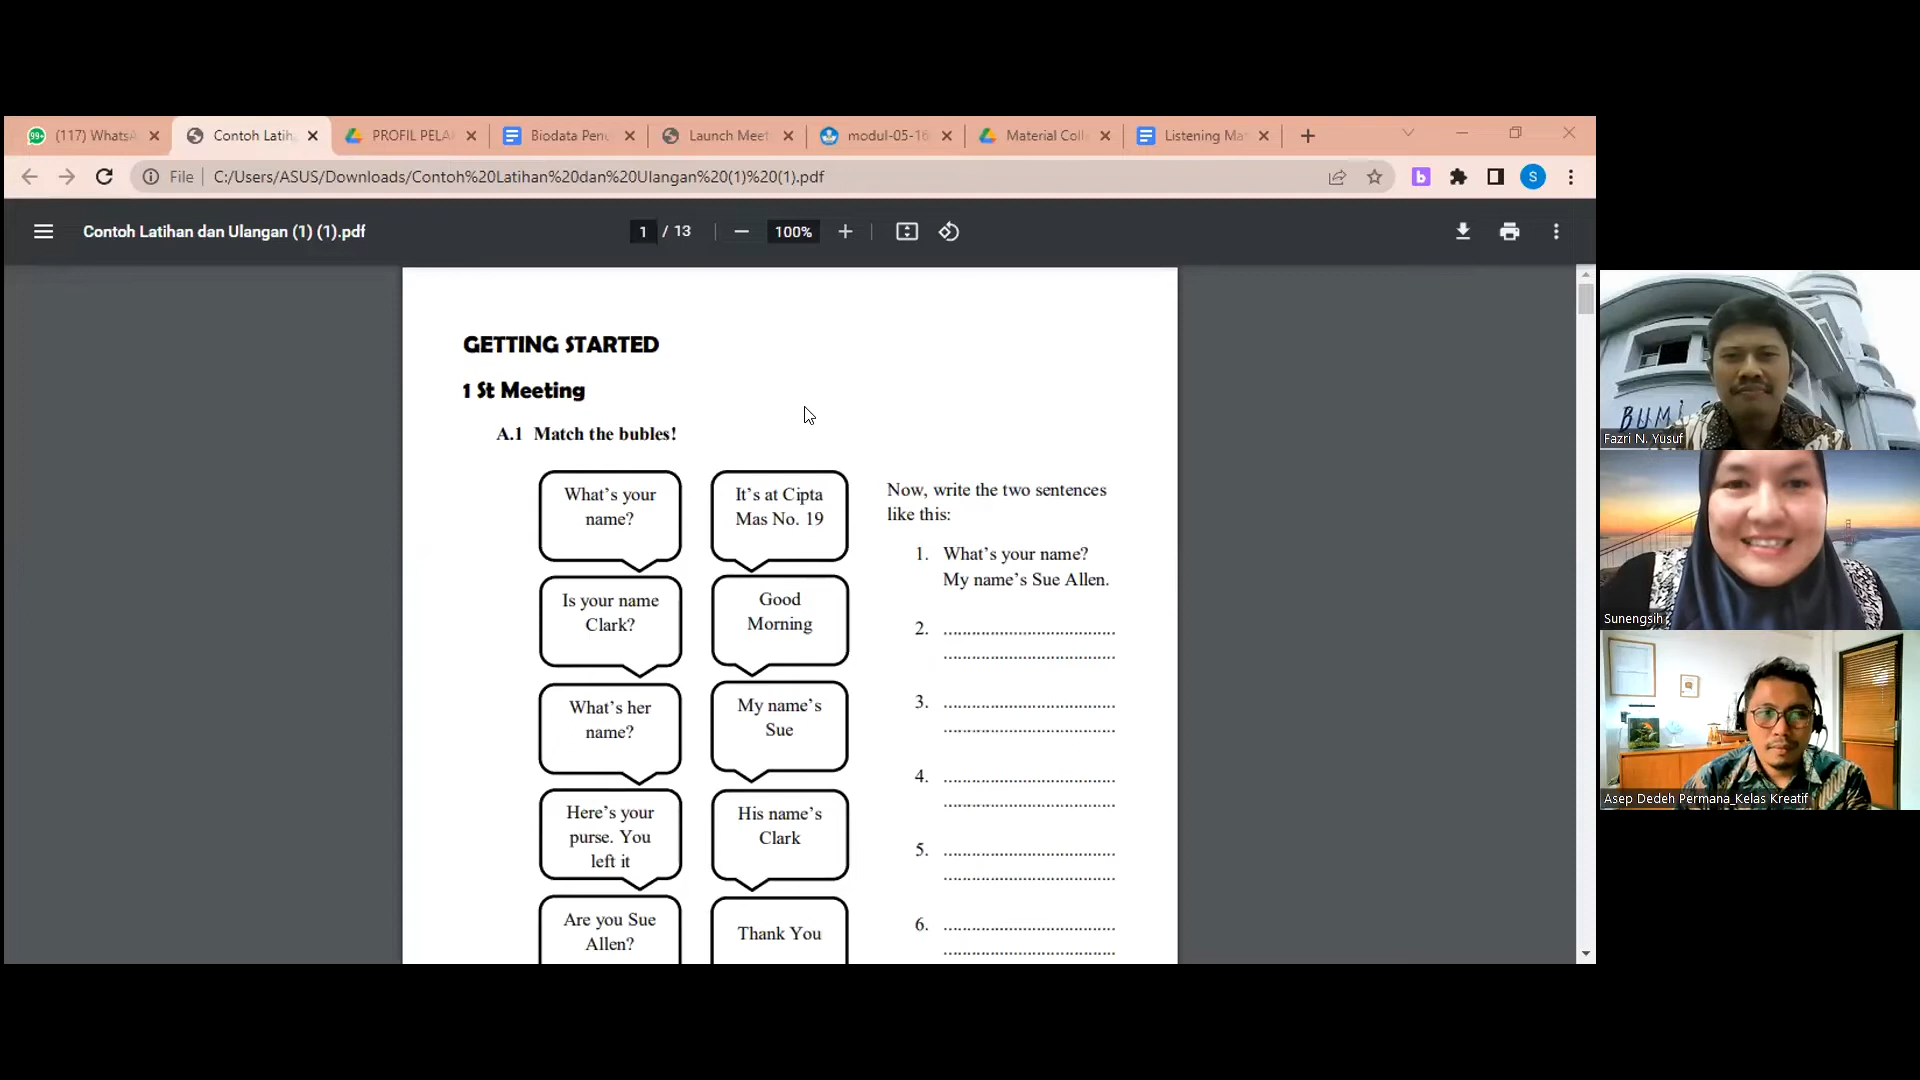 (117) Whats
Contoh Latih
PROFIL PELA
Biodata Pen
Launch Meet
modul-05-16
Material Coll
Listening Ma
File
C:/Users/ASUS/Downloads/Contoh%20Latihan%20dan%20Ulangan%20(1)%20(1).pdf
S
Contoh Latihan dan Ulangan (1) (1).pdf
1 / 13
100%
GETTING STARTED
1 St Meeting
A.1 Match the bubles!
What's your
name?
It's at Cipta
Mas No. 19
Is your name
Clark?
Good
Morning
What's her
name?
My name's
Sue
Here's your
purse. You
left it
His name's
Clark
Are you Sue
Allen?
Thank You
Now, write the two sentences
like this:
1. What's your name?
My name's Sue Allen.
2. ....................................
....................................
3. ....................................
....................................
4. ....................................
....................................
5. ....................................
....................................
6. ....................................
....................................
BUMI S
Fazri N. Yusuf
Sunengsih
Asep Dedeh Permana_Kelas Kreatif